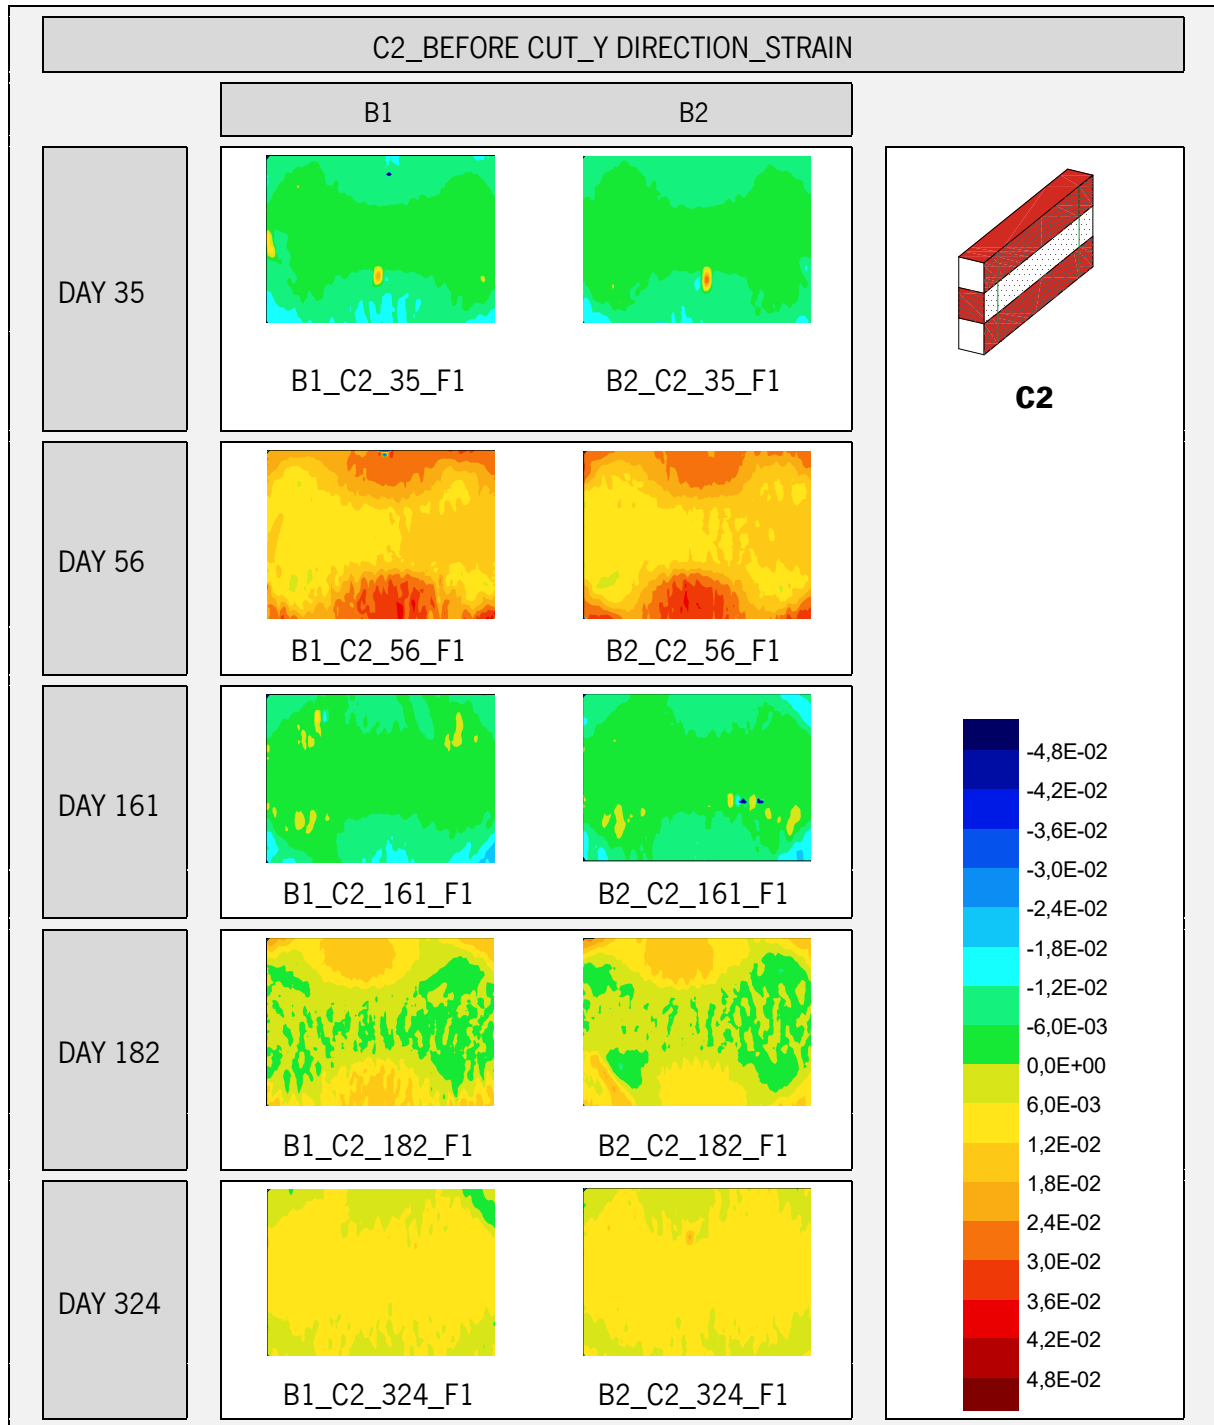 C2_BEFORE CUT_Y DIRECTION_STRAIN
B1 B2
DAY 35
B1_C2_35_F1 B2_C2_35_F1
C2
DAY 56
B1_C2_56_F1 B2_C2_56_F1
DAY 161
B1_C2_161_F1 B2_C2_161_F1
DAY 182
B1_C2_182_F1 B2_C2_182_F1
DAY 324
B1_C2_324_F1 B2_C2_324_F1
-4,8E-02
-4,2E-02
-3,6E-02
-3,0E-02
-2,4E-02
-1,8E-02
-1,2E-02
-6,0E-03
0,0E+00
6,0E-03
1,2E-02
1,8E-02
2,4E-02
3,0E-02
3,6E-02
4,2E-02
4,8E-02